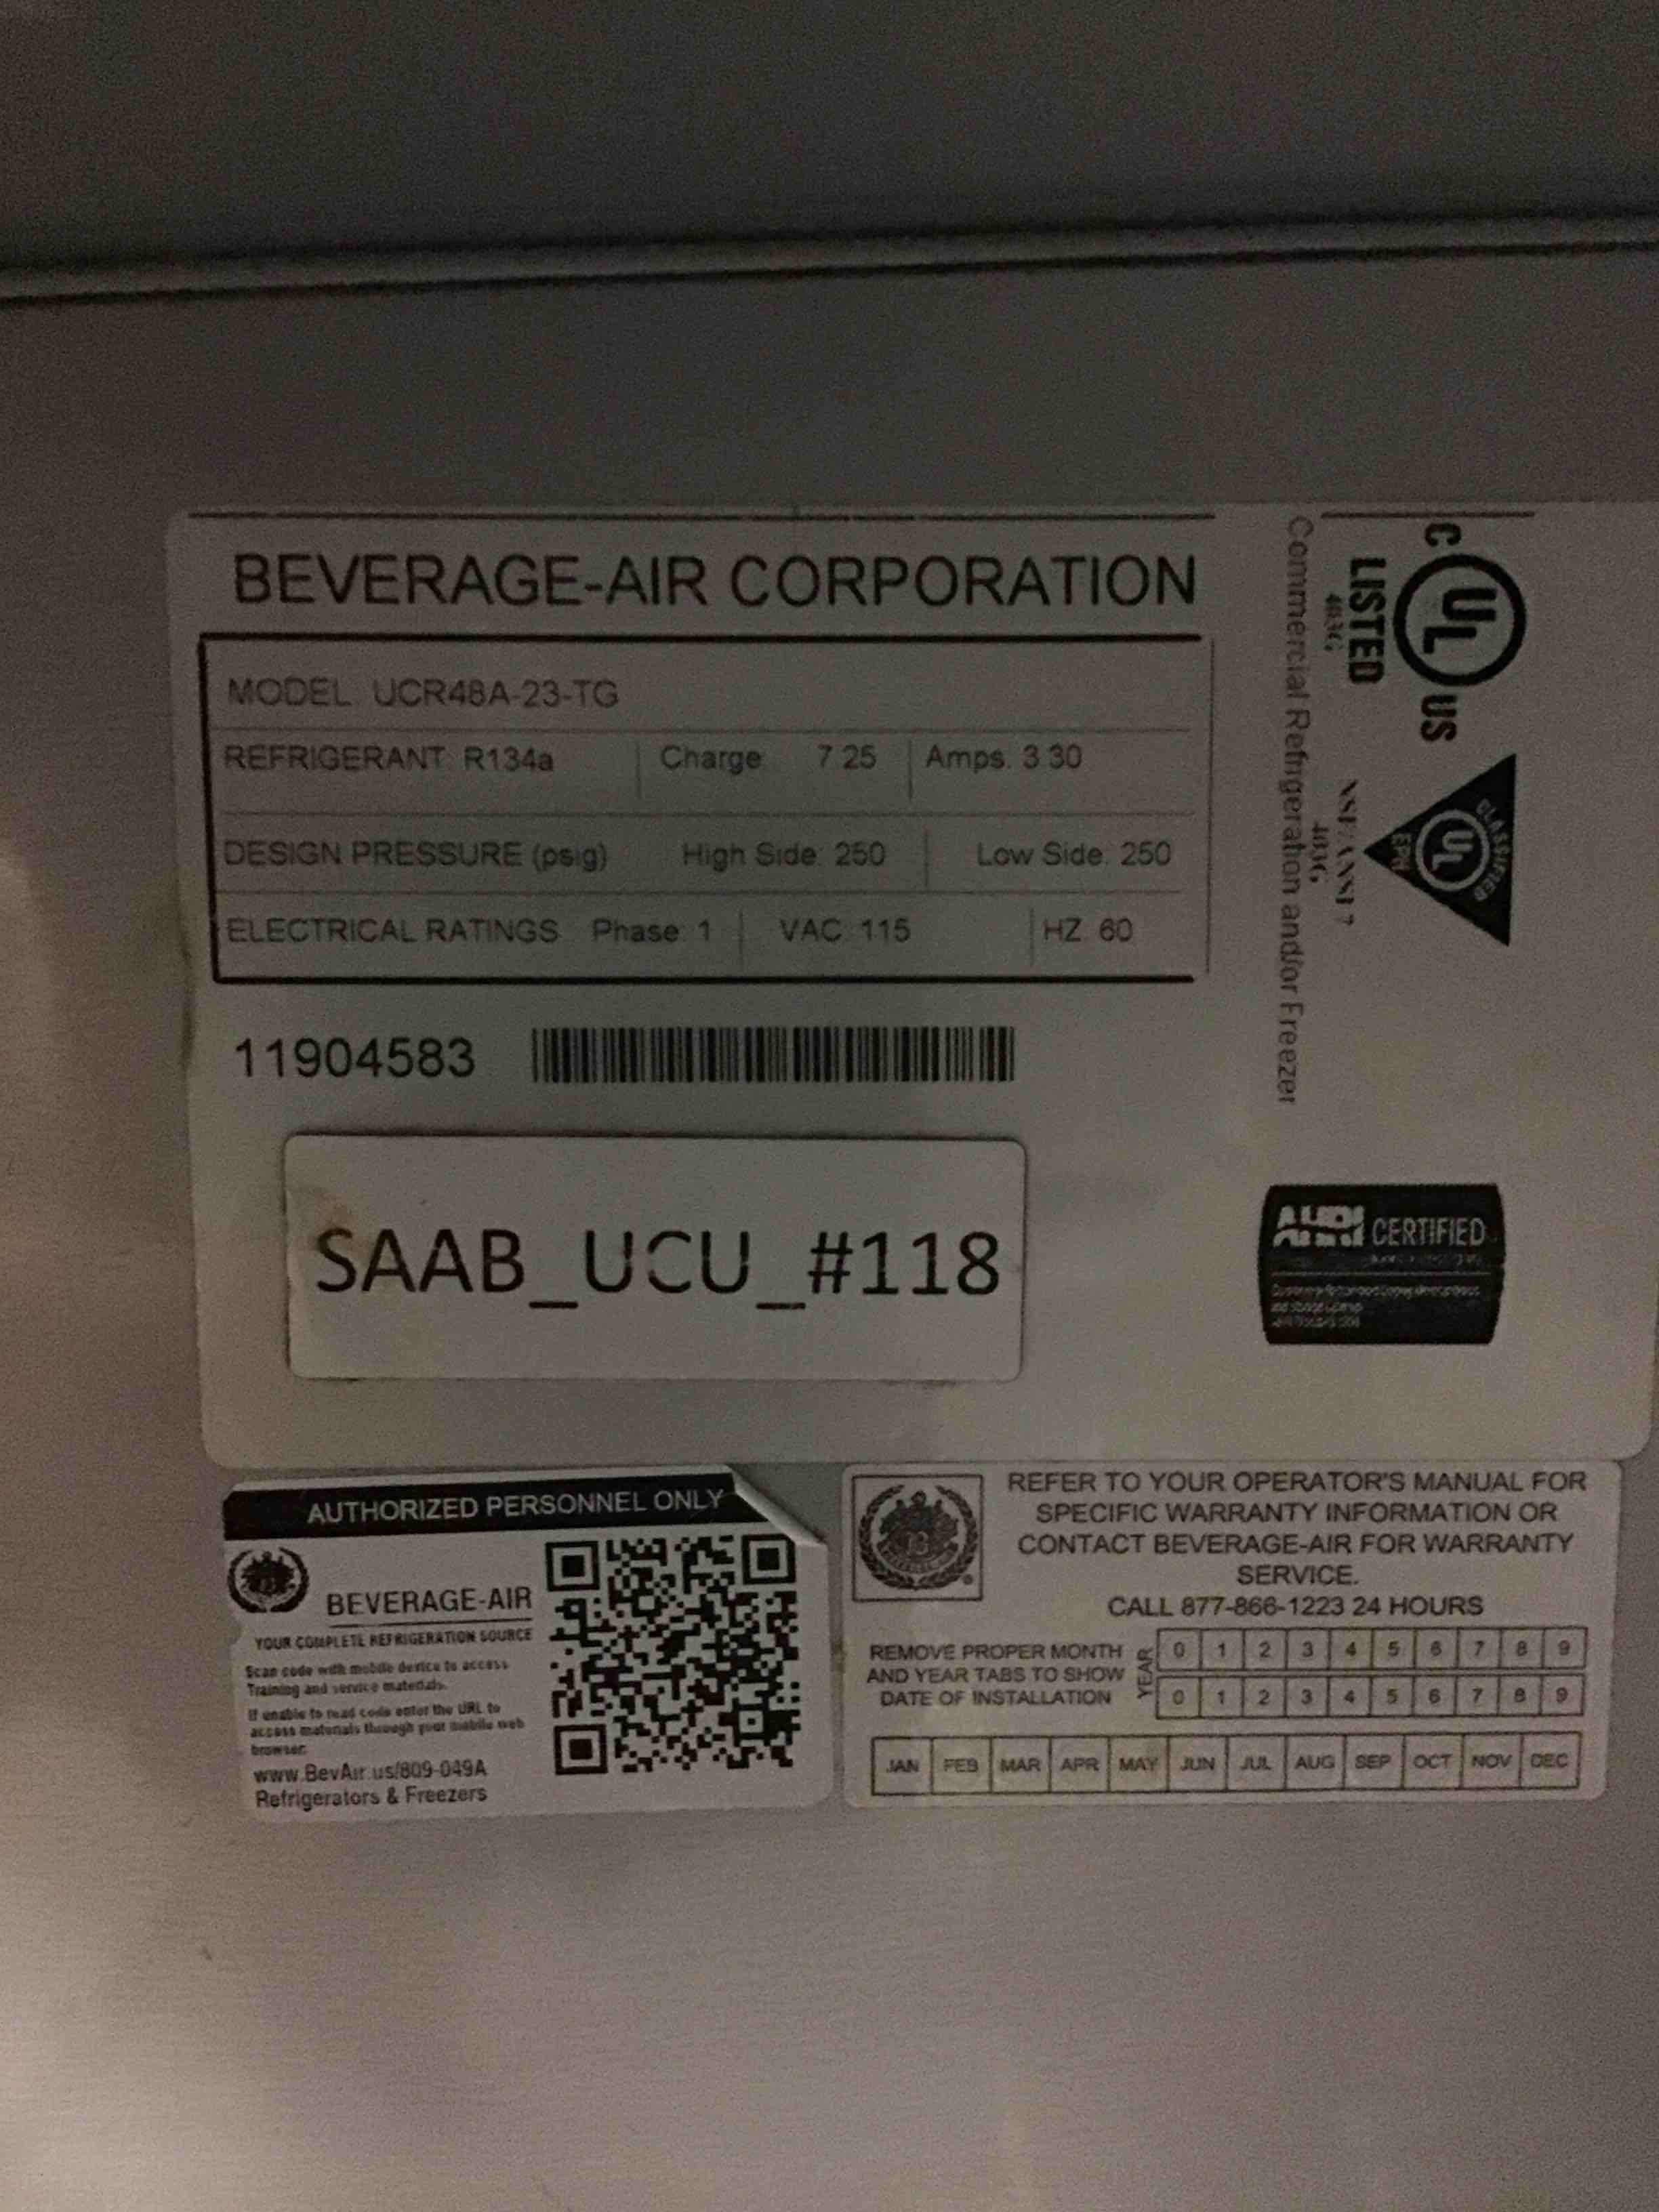 BEVERAGE-AIR CORPORATION
MODEL UCR48A-23-TG
REFRIGERANT R134a Charge 7.25 Amps. 3.30
DESIGN PRESSURE (psig) High Side: 250 Low Side: 250
ELECTRICAL RATINGS Phase: 1 VAC: 115 HZ: 60
11904583
SAAB_UCU_#118
C UL US
LISTED
403G
CLASSIFIED
UL
EPH
NSF/ANSI 7
403G
Commercial Refrigeration and/or Freezer
AHRI CERTIFIED
AUTHORIZED PERSONNEL ONLY
BEVERAGE-AIR
YOUR COMPLETE REFRIGERATION SOURCE
Scan code with mobile device to access
Training and service materials.
If unable to read code enter the URL to
access materials through your mobile web
browser:
www.BevAir.us/809-049A
Refrigerators & Freezers
REFER TO YOUR OPERATOR'S MANUAL FOR
SPECIFIC WARRANTY INFORMATION OR
CONTACT BEVERAGE-AIR FOR WARRANTY
SERVICE.
CALL 877-866-1223 24 HOURS
REMOVE PROPER MONTH
AND YEAR TABS TO SHOW
DATE OF INSTALLATION
YEAR
0 1 2 3 4 5 6 7 8 9
0 1 2 3 4 5 6 7 8 9
JAN FEB MAR APR MAY JUN JUL AUG SEP OCT NOV DEC